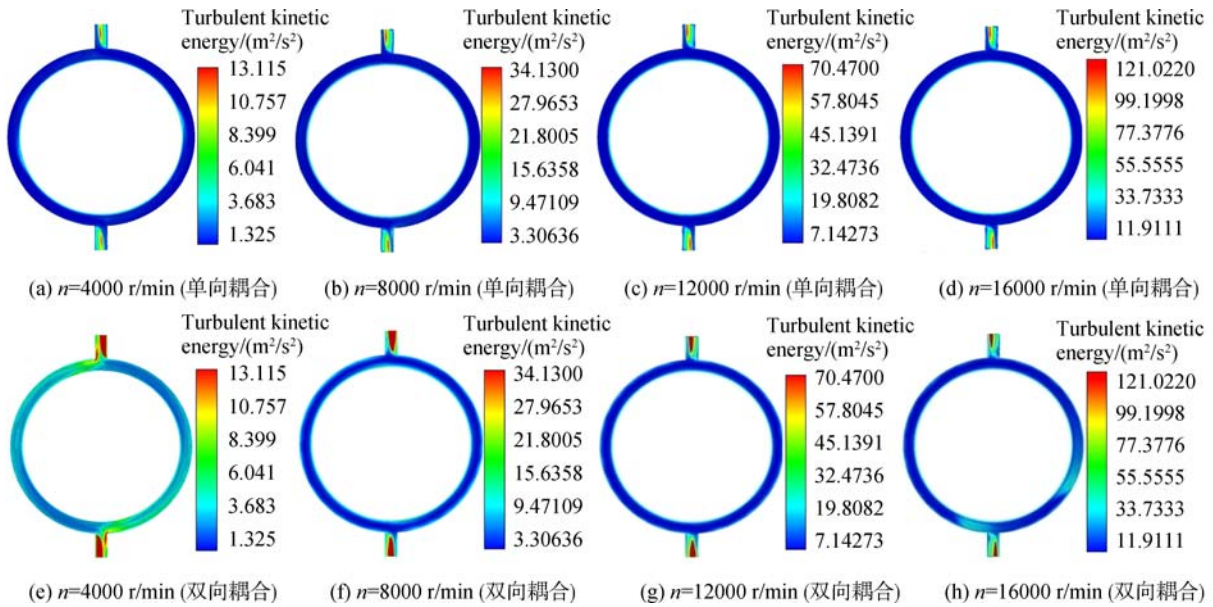 Turbulent kinetic
energy/(m²/s²)
13.115
10.757
8.399
6.041
3.683
1.325
(a) n=4000 r/min (单向耦合)
Turbulent kinetic
energy/(m²/s²)
34.1300
27.9653
21.8005
15.6358
9.47109
3.30636
(b) n=8000 r/min (单向耦合)
Turbulent kinetic
energy/(m²/s²)
70.4700
57.8045
45.1391
32.4736
19.8082
7.14273
(c) n=12000 r/min (单向耦合)
Turbulent kinetic
energy/(m²/s²)
121.0220
99.1998
77.3776
55.5555
33.7333
11.9111
(d) n=16000 r/min (单向耦合)
Turbulent kinetic
energy/(m²/s²)
13.115
10.757
8.399
6.041
3.683
1.325
(e) n=4000 r/min (双向耦合)
Turbulent kinetic
energy/(m²/s²)
34.1300
27.9653
21.8005
15.6358
9.47109
3.30636
(f) n=8000 r/min (双向耦合)
Turbulent kinetic
energy/(m²/s²)
70.4700
57.8045
45.1391
32.4736
19.8082
7.14273
(g) n=12000 r/min (双向耦合)
Turbulent kinetic
energy/(m²/s²)
121.0220
99.1998
77.3776
55.5555
33.7333
11.9111
(h) n=16000 r/min (双向耦合)